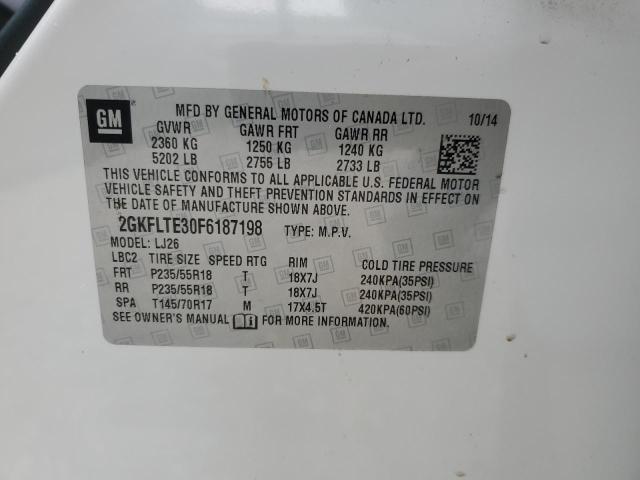 GM
MFD BY GENERAL MOTORS OF CANADA LTD. 10/14
GVWR GAWR FRT GAWR RR
2360 KG 1250 KG 1240 KG
5202 LB 2756 LB 2733 LB
THIS VEHICLE CONFORMS TO ALL APPLICABLE U.S. FEDERAL MOTOR
VEHICLE SAFETY AND THEFT PREVENTION STANDARDS IN EFFECT ON
THE DATE OF MANUFACTURE SHOWN ABOVE.
2GKFLTE30F6187198 TYPE: M.P.V.
MODEL: LJ26
LBC2 TIRE SIZE SPEED RTG RIM COLD TIRE PRESSURE
FRT P235/55R18 T 18X7J 240KPA(35PSI)
RR P235/55R18 T 18X7J 240KPA(35PSI)
SPA T145/70R17 M 17X4.5T 420KPA(60PSI)
SEE OWNER'S MANUAL FOR MORE INFORMATION.